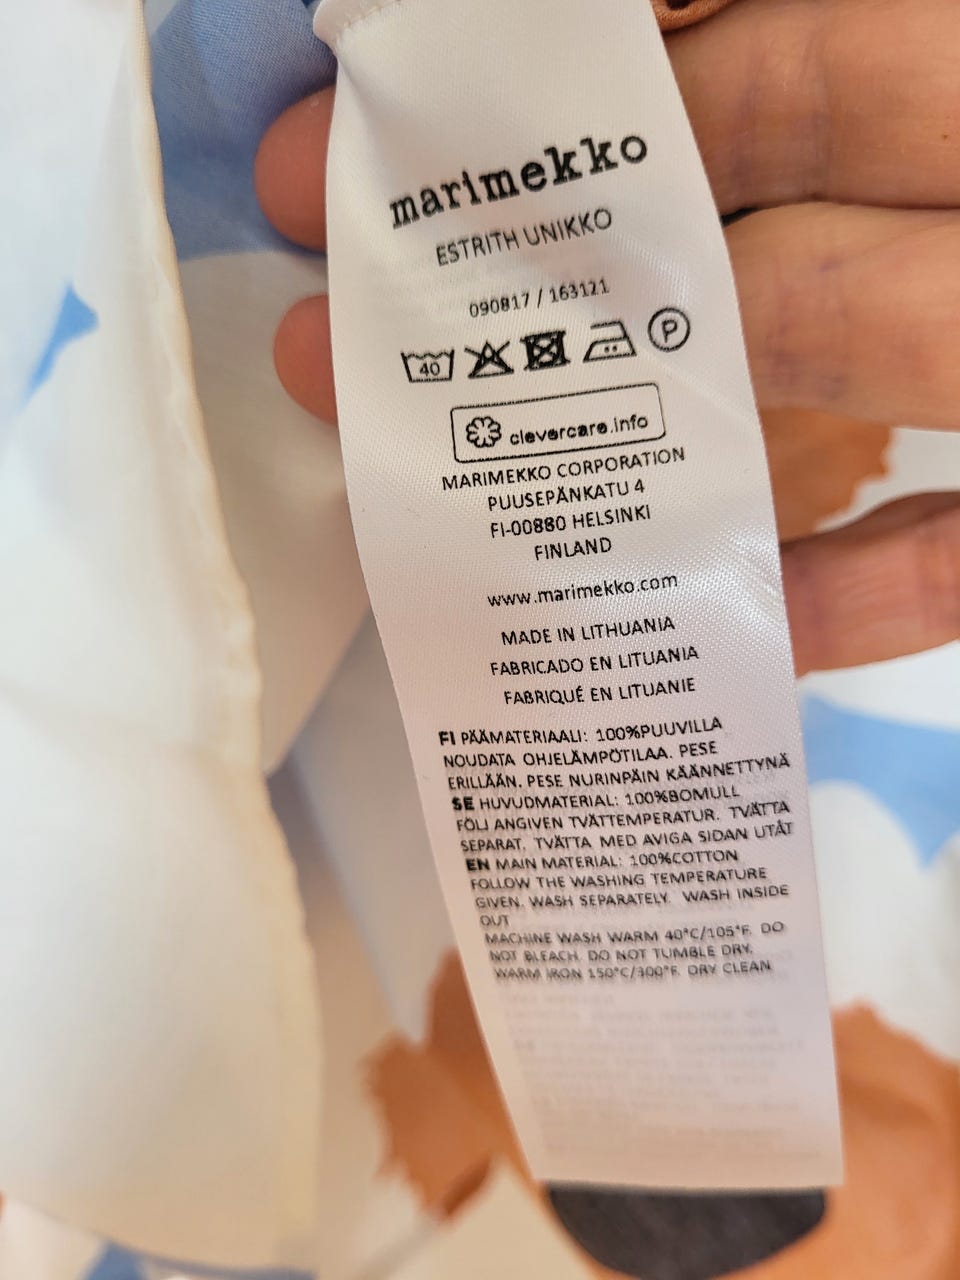 marimekko
ESTRITH UNIKKO
090817 / 163121
40 P
clevercare.info
MARIMEKKO CORPORATION
PUUSEPÄNKATU 4
FI-00880 HELSINKI
FINLAND
www.marimekko.com
MADE IN LITHUANIA
FABRICADO EN LITUANIA
FABRIQUÉ EN LITUANIE
FI PÄÄMATERIAALI: 100%PUUVILLA
NOUDATA OHJELÄMPÖTILAA. PESE
ERILLÄÄN. PESE NURINPÄIN KÄÄNNETTYNÄ
SE HUVUDMATERIAL: 100%BOMULL
FÖLJ ANGIVEN TVÄTTEMPERATUR. TVÄTTA
SEPARAT. TVÄTTA MED AVIGA SIDAN UTÅT
EN MAIN MATERIAL: 100%COTTON
FOLLOW THE WASHING TEMPERATURE
GIVEN. WASH SEPARATELY. WASH INSIDE
OUT
MACHINE WASH WARM 40°C/105°F. DO
NOT BLEACH. DO NOT TUMBLE DRY.
WARM IRON 150°C/300°F. DRY CLEAN